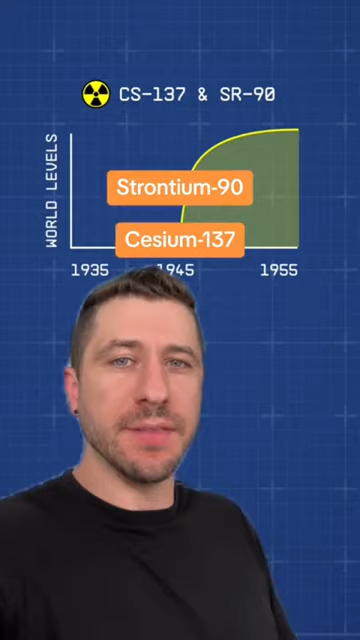 CS-137 & SR-90
WORLD LEVELS
Strontium-90
Cesium-137
1935
1945
1955